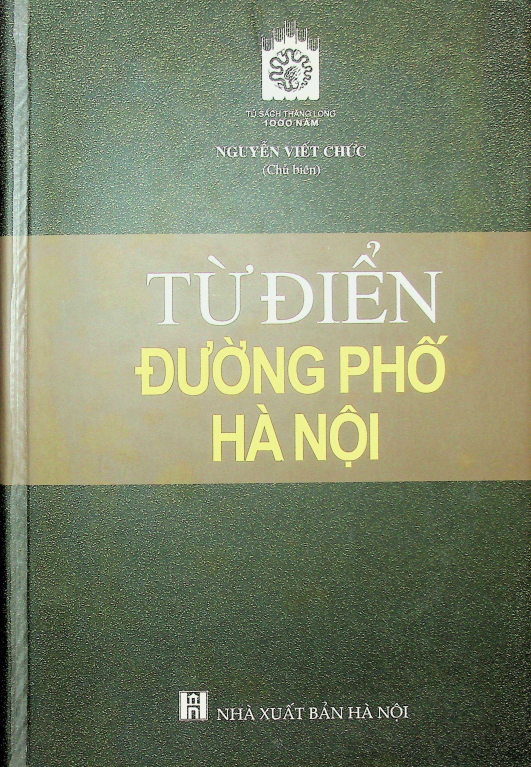 TỦ SÁCH THĂNG LONG
1000 NĂM
NGUYỄN VIẾT CHỨC
(Chủ biên)
TỪ ĐIỂN
ĐƯỜNG PHỐ
HÀ NỘI
NHÀ XUẤT BẢN HÀ NỘI